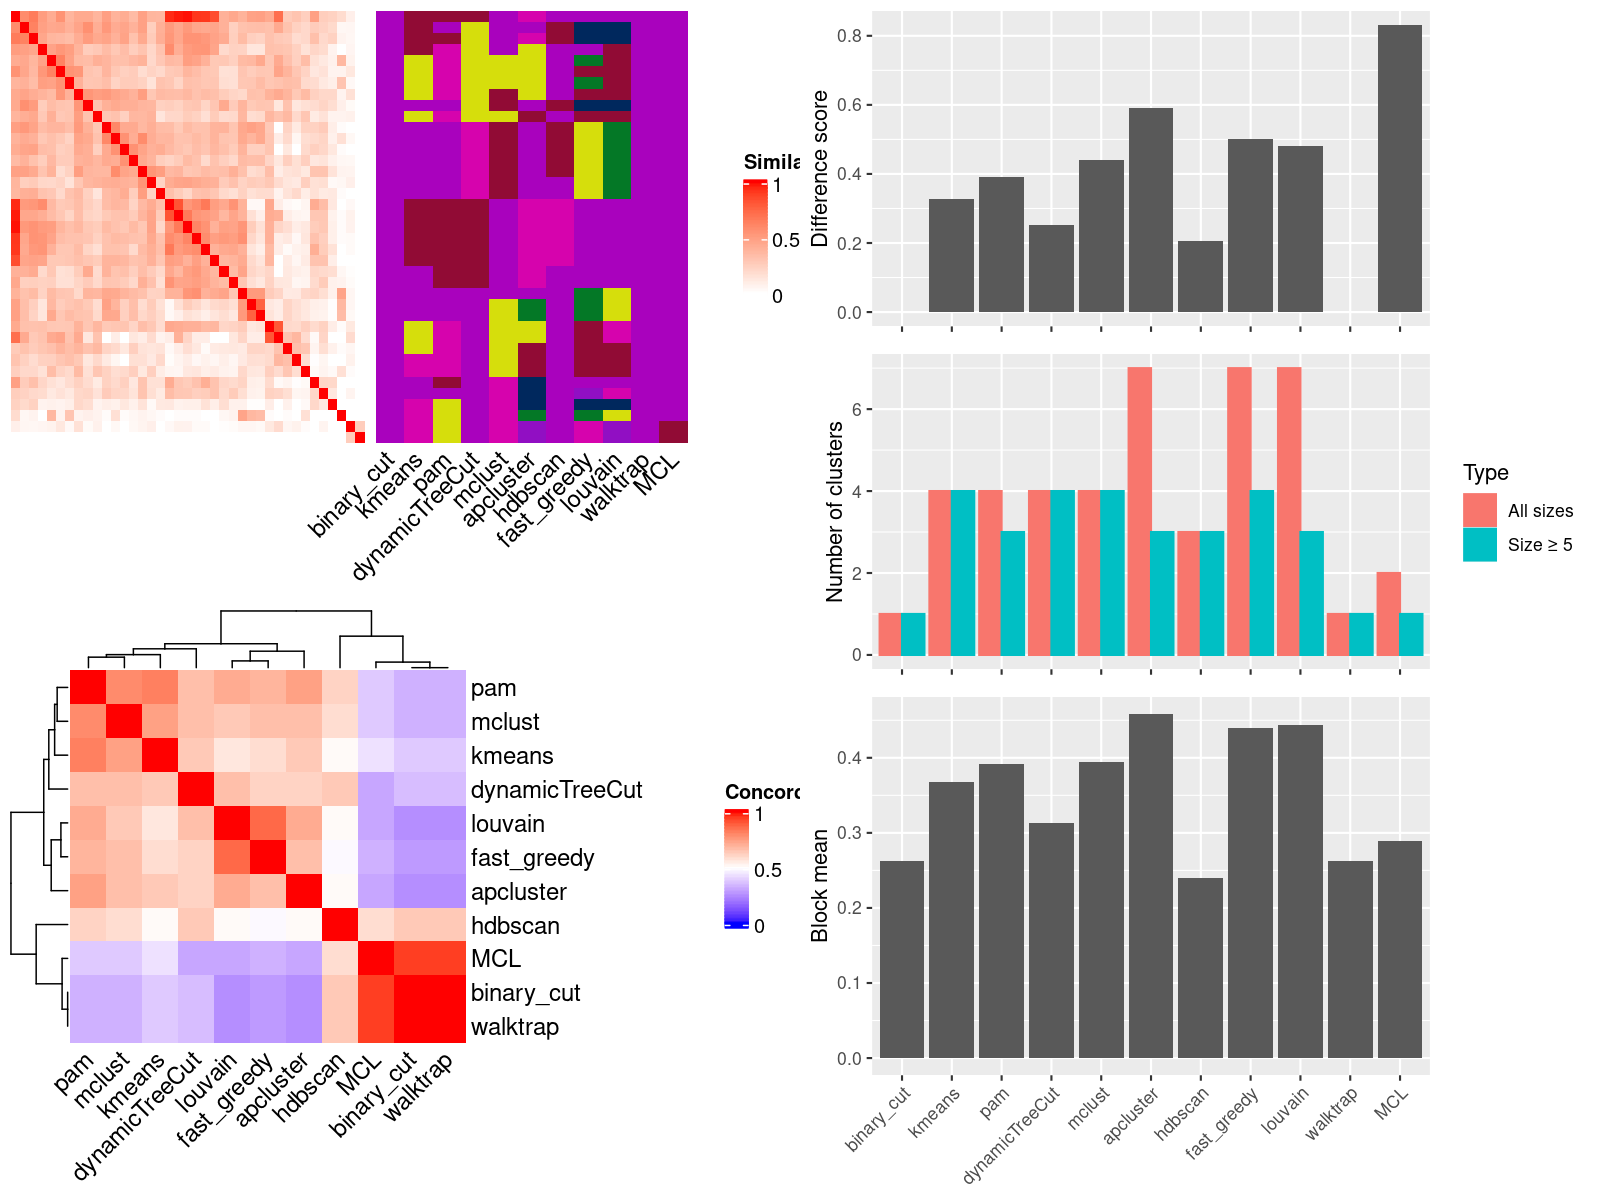 Simila
1
0.5
0
binary_cut
kmeans
pam
dynamicTreeCut
mclust
apcluster
hdbscan
fast_greedy
louvain
walktrap
MCL
Difference score
0.8
0.6
0.4
0.2
0.0
Number of clusters
6
4
2
0
Type
All sizes
Size ≥ 5
pam
mclust
kmeans
dynamicTreeCut
louvain
fast_greedy
apcluster
hdbscan
MCL
binary_cut
walktrap
pam
mclust
kmeans
dynamicTreeCut
louvain
fast_greedy
apcluster
hdbscan
MCL
binary_cut
walktrap
Concord
1
0.5
0
Block mean
0.4
0.3
0.2
0.1
0.0
binary_cut
kmeans
pam
dynamicTreeCut
mclust
apcluster
hdbscan
fast_greedy
louvain
walktrap
MCL